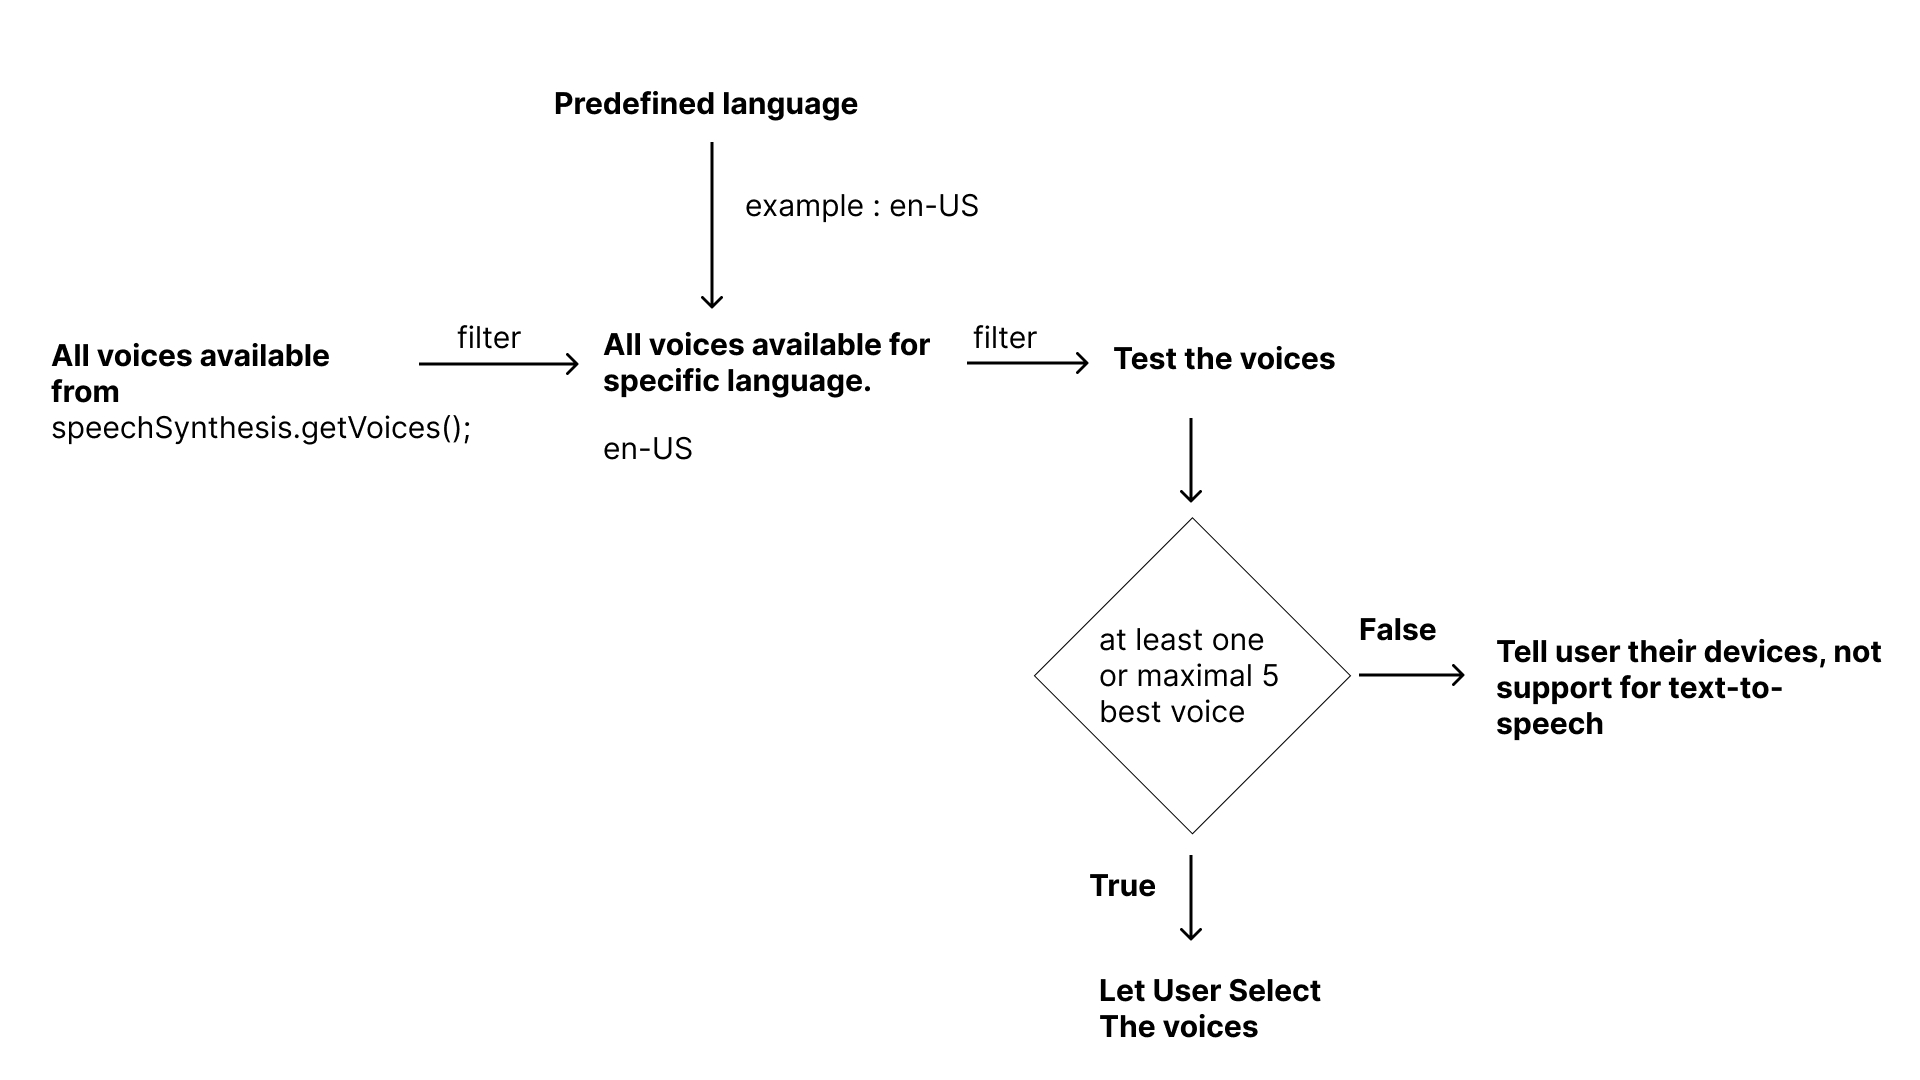 Predefined language
example : en-US
All voices available
from
speechSynthesis.getVoices();
filter
All voices available for
specific language.
en-US
filter
Test the voices
at least one
or maximal 5
best voice
False
Tell user their devices, not
support for text-to-
speech
True
Let User Select
The voices